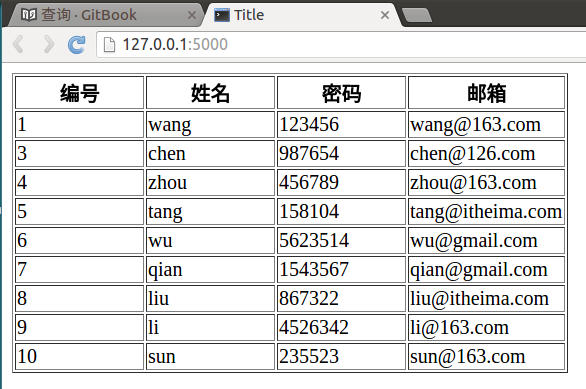 查询 · GitBook
Title
127.0.0.1:5000
编号 姓名 密码 邮箱
1 wang 123456 wang@163.com
3 chen 987654 chen@126.com
4 zhou 456789 zhou@163.com
5 tang 158104 tang@itheima.com
6 wu 5623514 wu@gmail.com
7 qian 1543567 qian@gmail.com
8 liu 867322 liu@itheima.com
9 li 4526342 li@163.com
10 sun 235523 sun@163.com